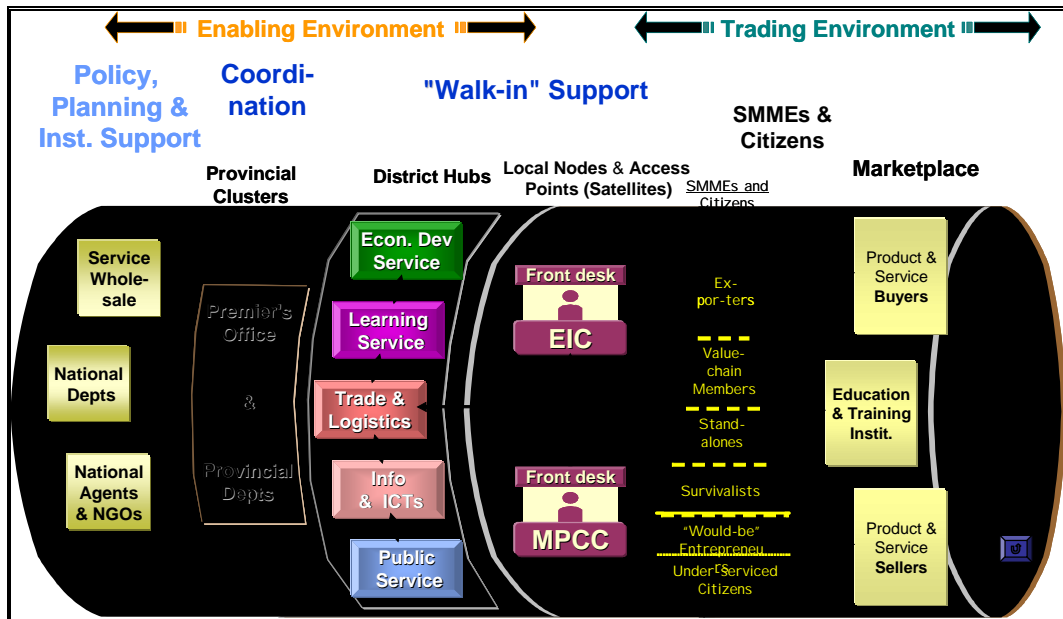 Enabling Environment
Trading Environment
Policy,
Planning &
Inst. Support
Coordi-
nation
"Walk-in" Support
SMMEs &
Citizens
Provincial
Clusters
District Hubs
Local Nodes & Access
Points (Satellites)
SMMEs and
Citizens
Marketplace
Service
Whole-
sale
National
Depts
National
Agents
& NGOs
Premier's
Office
&
Provincial
Depts
Econ. Dev
Service
Learning
Service
Trade &
Logistics
Info
& ICTs
Public
Service
Front desk
EIC
Front desk
MPCC
Ex-
por-ters
Value-
chain
Members
Stand-
alones
Survivalists
"Would-be"
Entrepreneu
rs
Under-serviced
Citizens
Product &
Service
Buyers
Education
& Training
Instit.
Product &
Service
Sellers